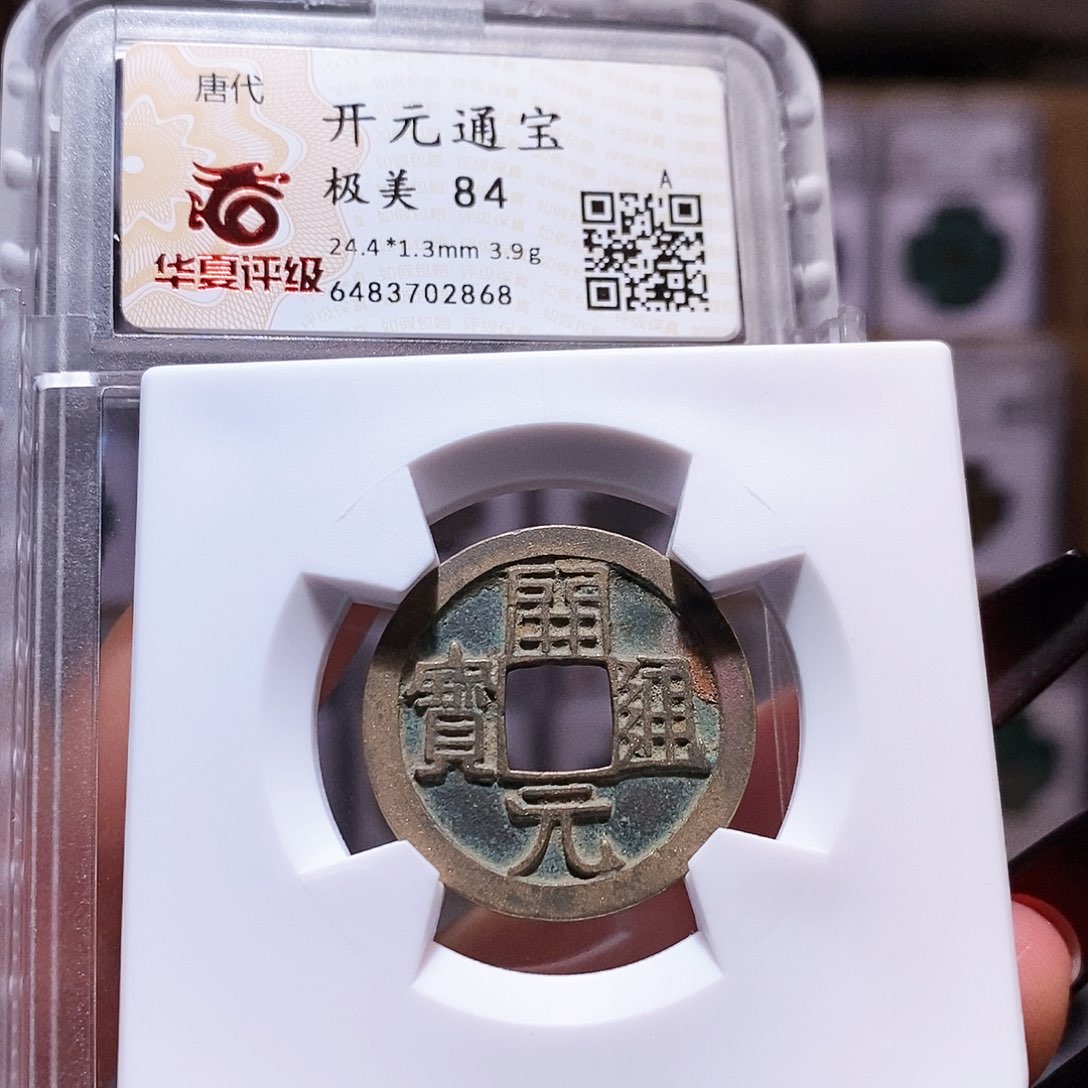 唐代
开元通宝
极美 84
A
24.4*1.3mm 3.9g
华夏评级
6483702868
開
寶 通
元